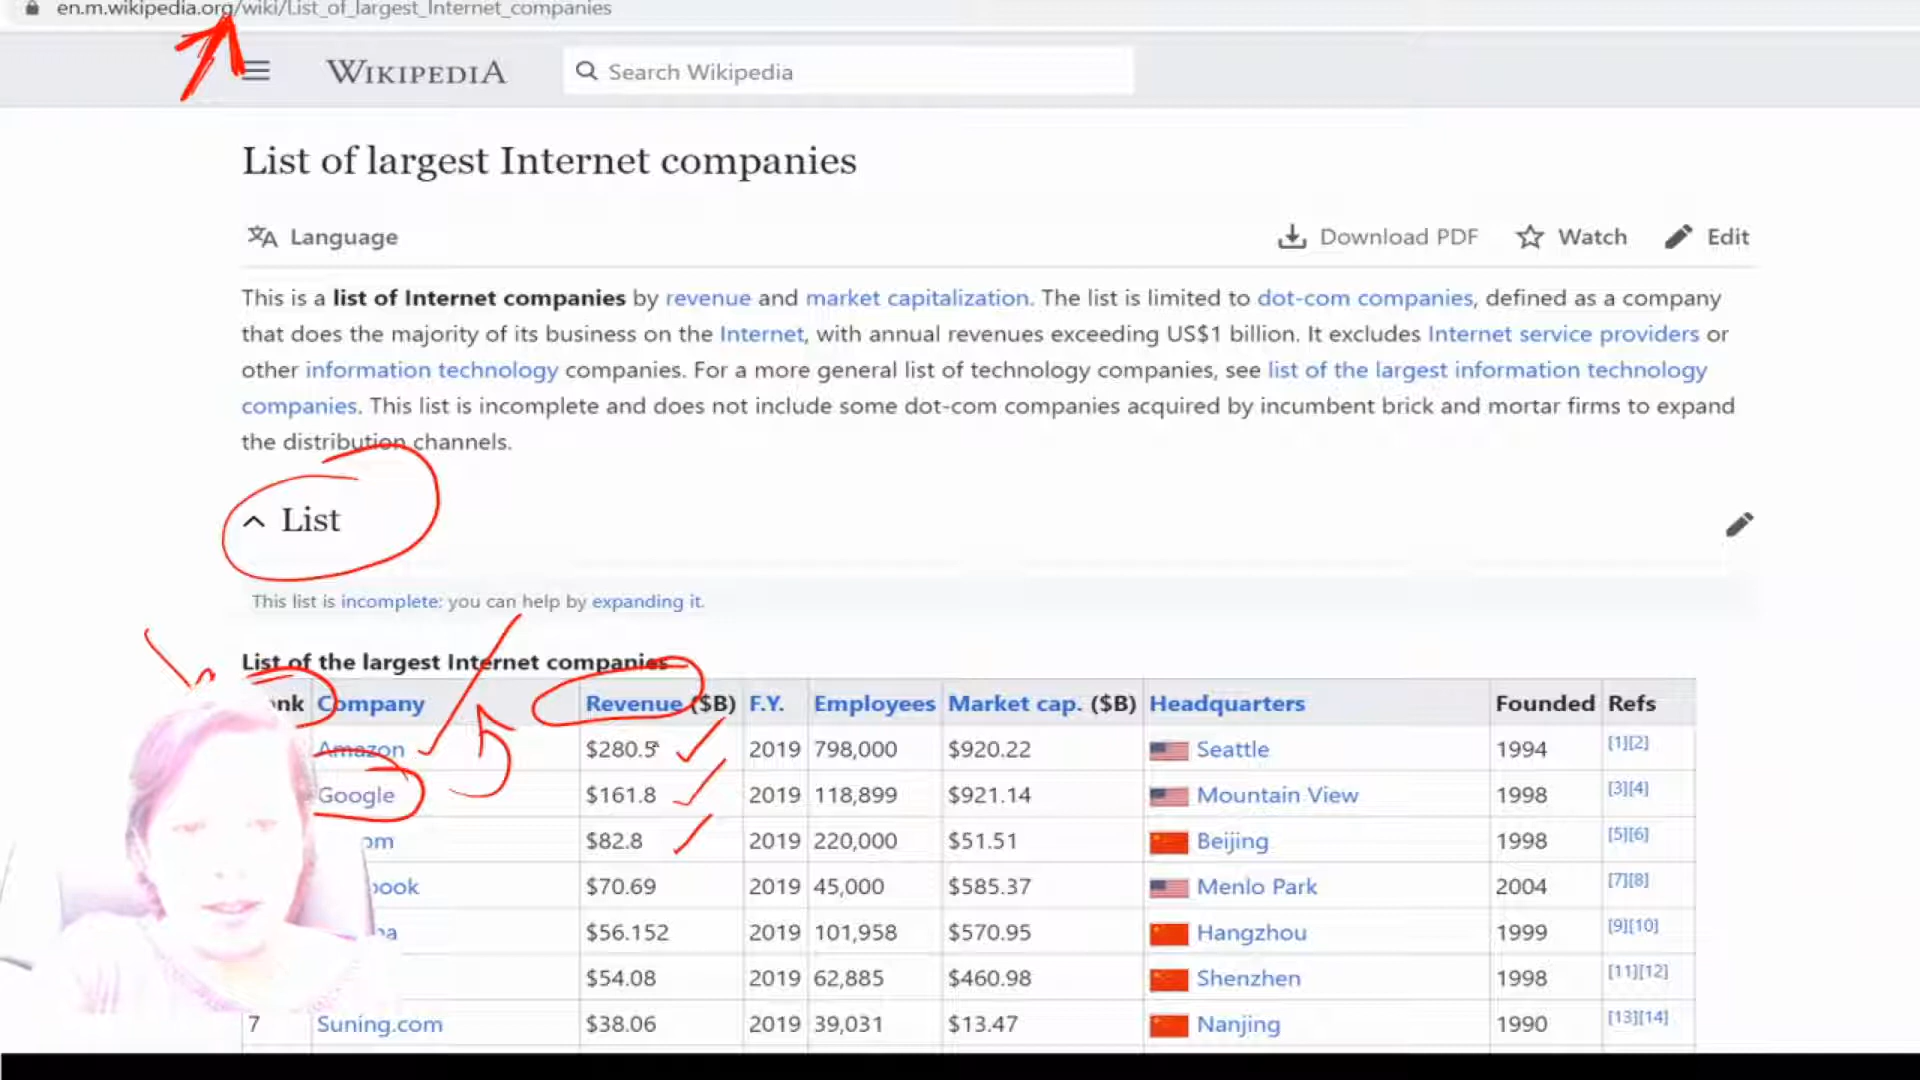 en.m.wikipedia.org/wiki/List_of_largest_Internet_companies
WIKIPEDIA Search Wikipedia
List of largest Internet companies
Language Download PDF Watch Edit
This is a list of Internet companies by revenue and market capitalization. The list is limited to dot-com companies, defined as a company
that does the majority of its business on the Internet, with annual revenues exceeding US$1 billion. It excludes Internet service providers or
other information technology companies. For a more general list of technology companies, see list of the largest information technology
companies. This list is incomplete and does not include some dot-com companies acquired by incumbent brick and mortar firms to expand
the distribution channels.
List
This list is incomplete; you can help by expanding it.
List of the largest Internet companies
nk Company Revenue ($B) F.Y. Employees Market cap. ($B) Headquarters Founded Refs
Amazon $280.5 2019 798,000 $920.22 Seattle 1994 [1][2]
Google $161.8 2019 118,899 $921.14 Mountain View 1998 [3][4]
om $82.8 2019 220,000 $51.51 Beijing 1998 [5][6]
book $70.69 2019 45,000 $585.37 Menlo Park 2004 [7][8]
ba $56.152 2019 101,958 $570.95 Hangzhou 1999 [9][10]
$54.08 2019 62,885 $460.98 Shenzhen 1998 [11][12]
7 Suning.com $38.06 2019 39,031 $13.47 Nanjing 1990 [13][14]